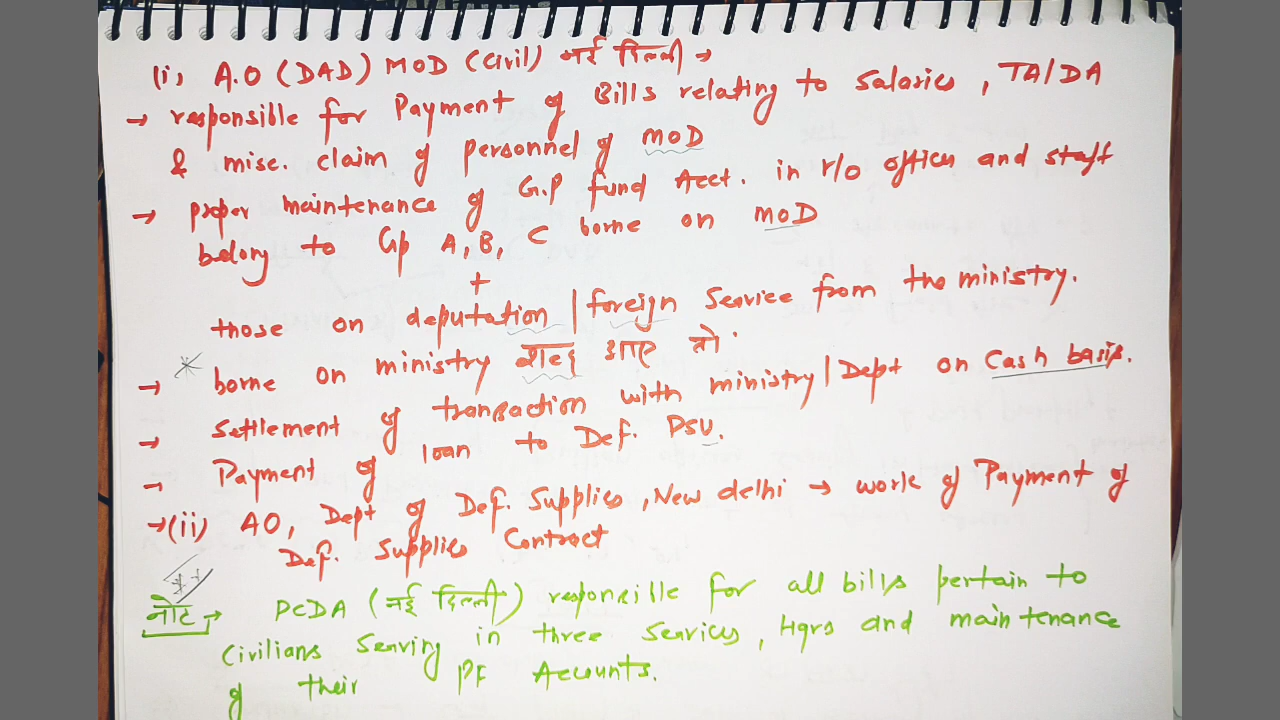 (i) A.O (DAD) MOD (civil) नई दिल्ली →
→ responsible for Payment of Bills relating to salaries, TA/DA
& misc. claim of personnel of MOD
→ proper maintenance of G.P fund Acct. in r/o officers and staff
belong to Gp A, B, C borne on MOD
+
those on deputation / foreign service from the ministry.
→ borne on ministry
→ Settlement of transaction with ministry / Dept on Cash basis.
→ Payment of loan to Def. PSU.
→ (ii) AO, Dept of Def. Supplies, New delhi → work of Payment of
Def. supplies Contract
नोट → PCDA (नई दिल्ली) responsible for all bills pertain to
Civilians Serving in three Services, Hqrs and maintenance
of their PF Accounts.